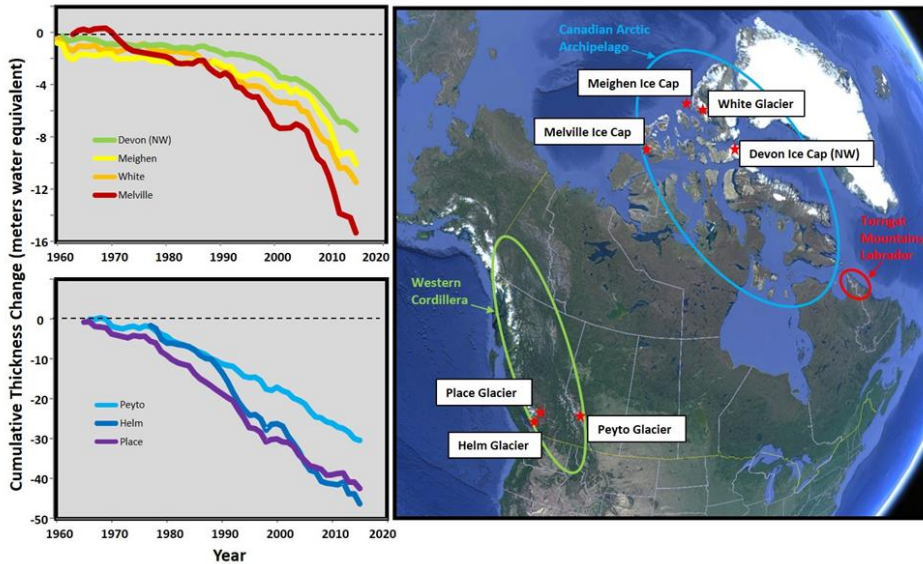 Cumulative Thickness Change (meters water equivalent)
0
-4
-8
-12
-16
Devon (NW)
Meighen
White
Melville
1960 1970 1980 1990 2000 2010 2020
0
-10
-20
-30
-40
-50
Peyto
Helm
Place
1960 1970 1980 1990 2000 2010 2020
Year
Canadian Arctic
Archipelago
Meighen Ice Cap
White Glacier
Melville Ice Cap
Devon Ice Cap (NW)
Torngat
Mountains
Labrador
Western
Cordillera
Place Glacier
Helm Glacier
Peyto Glacier